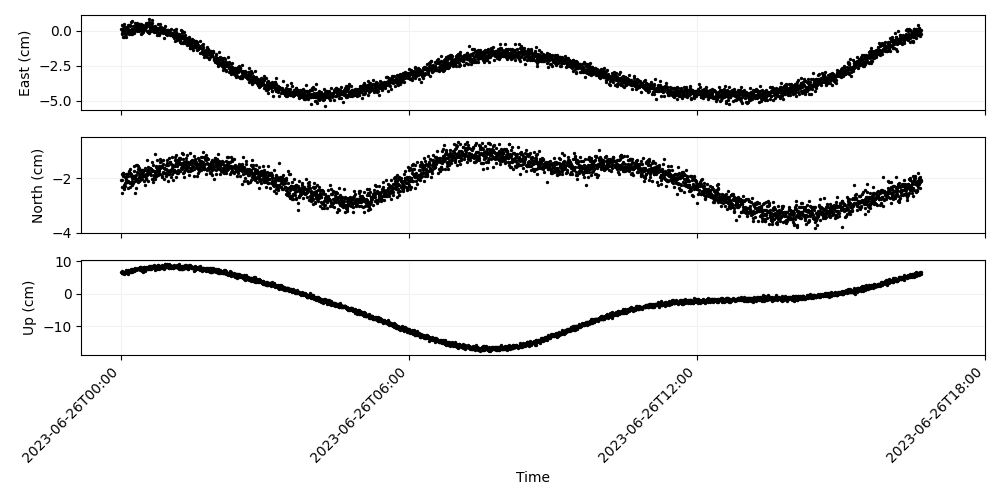 East (cm)
0.0
−2.5
−5.0
North (cm)
−2
−4
Up (cm)
10
0
−10
2023-06-26T00:00
2023-06-26T06:00
2023-06-26T12:00
2023-06-26T18:00
Time